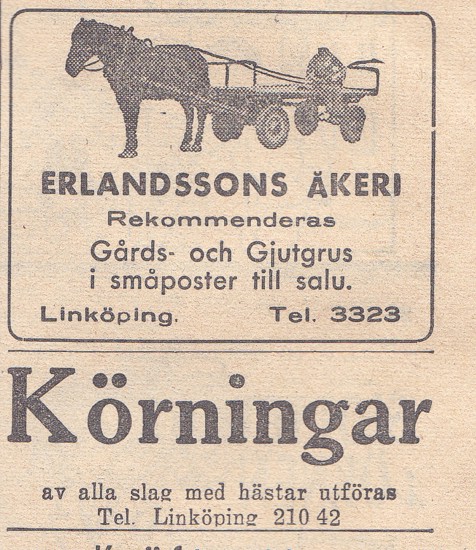 ERLANDSSONS ÅKERI
Rekommenderas
Gårds- och Gjutgrus
i småposter till salu.
Linköping. Tel. 3323
Körningar
av alla slag med hästar utföras
Tel. Linköping 210 42